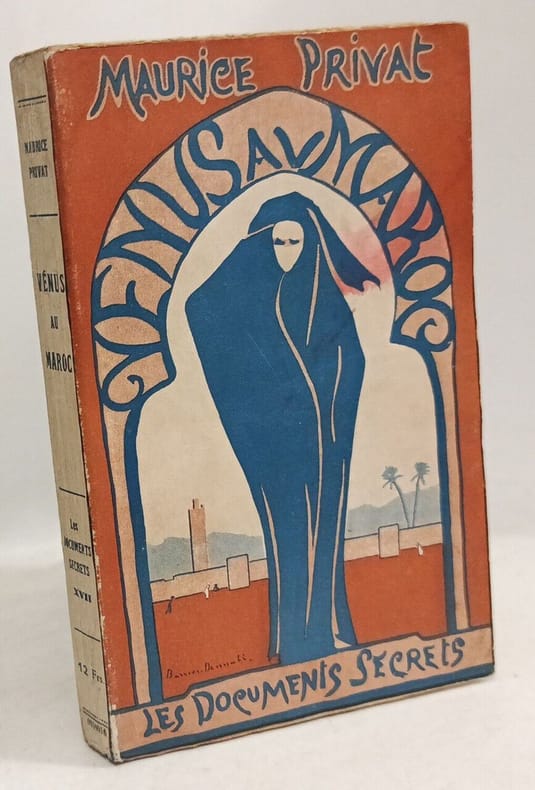 MAURICE PRIVAT
VENUS AU MAROC
LES DOCUMENTS SECRETS
MAURICE
PRIVAT
VÉNUS
AU
MAROC
Les
DOCUMENTS
SECRETS
XVII
12 Frs